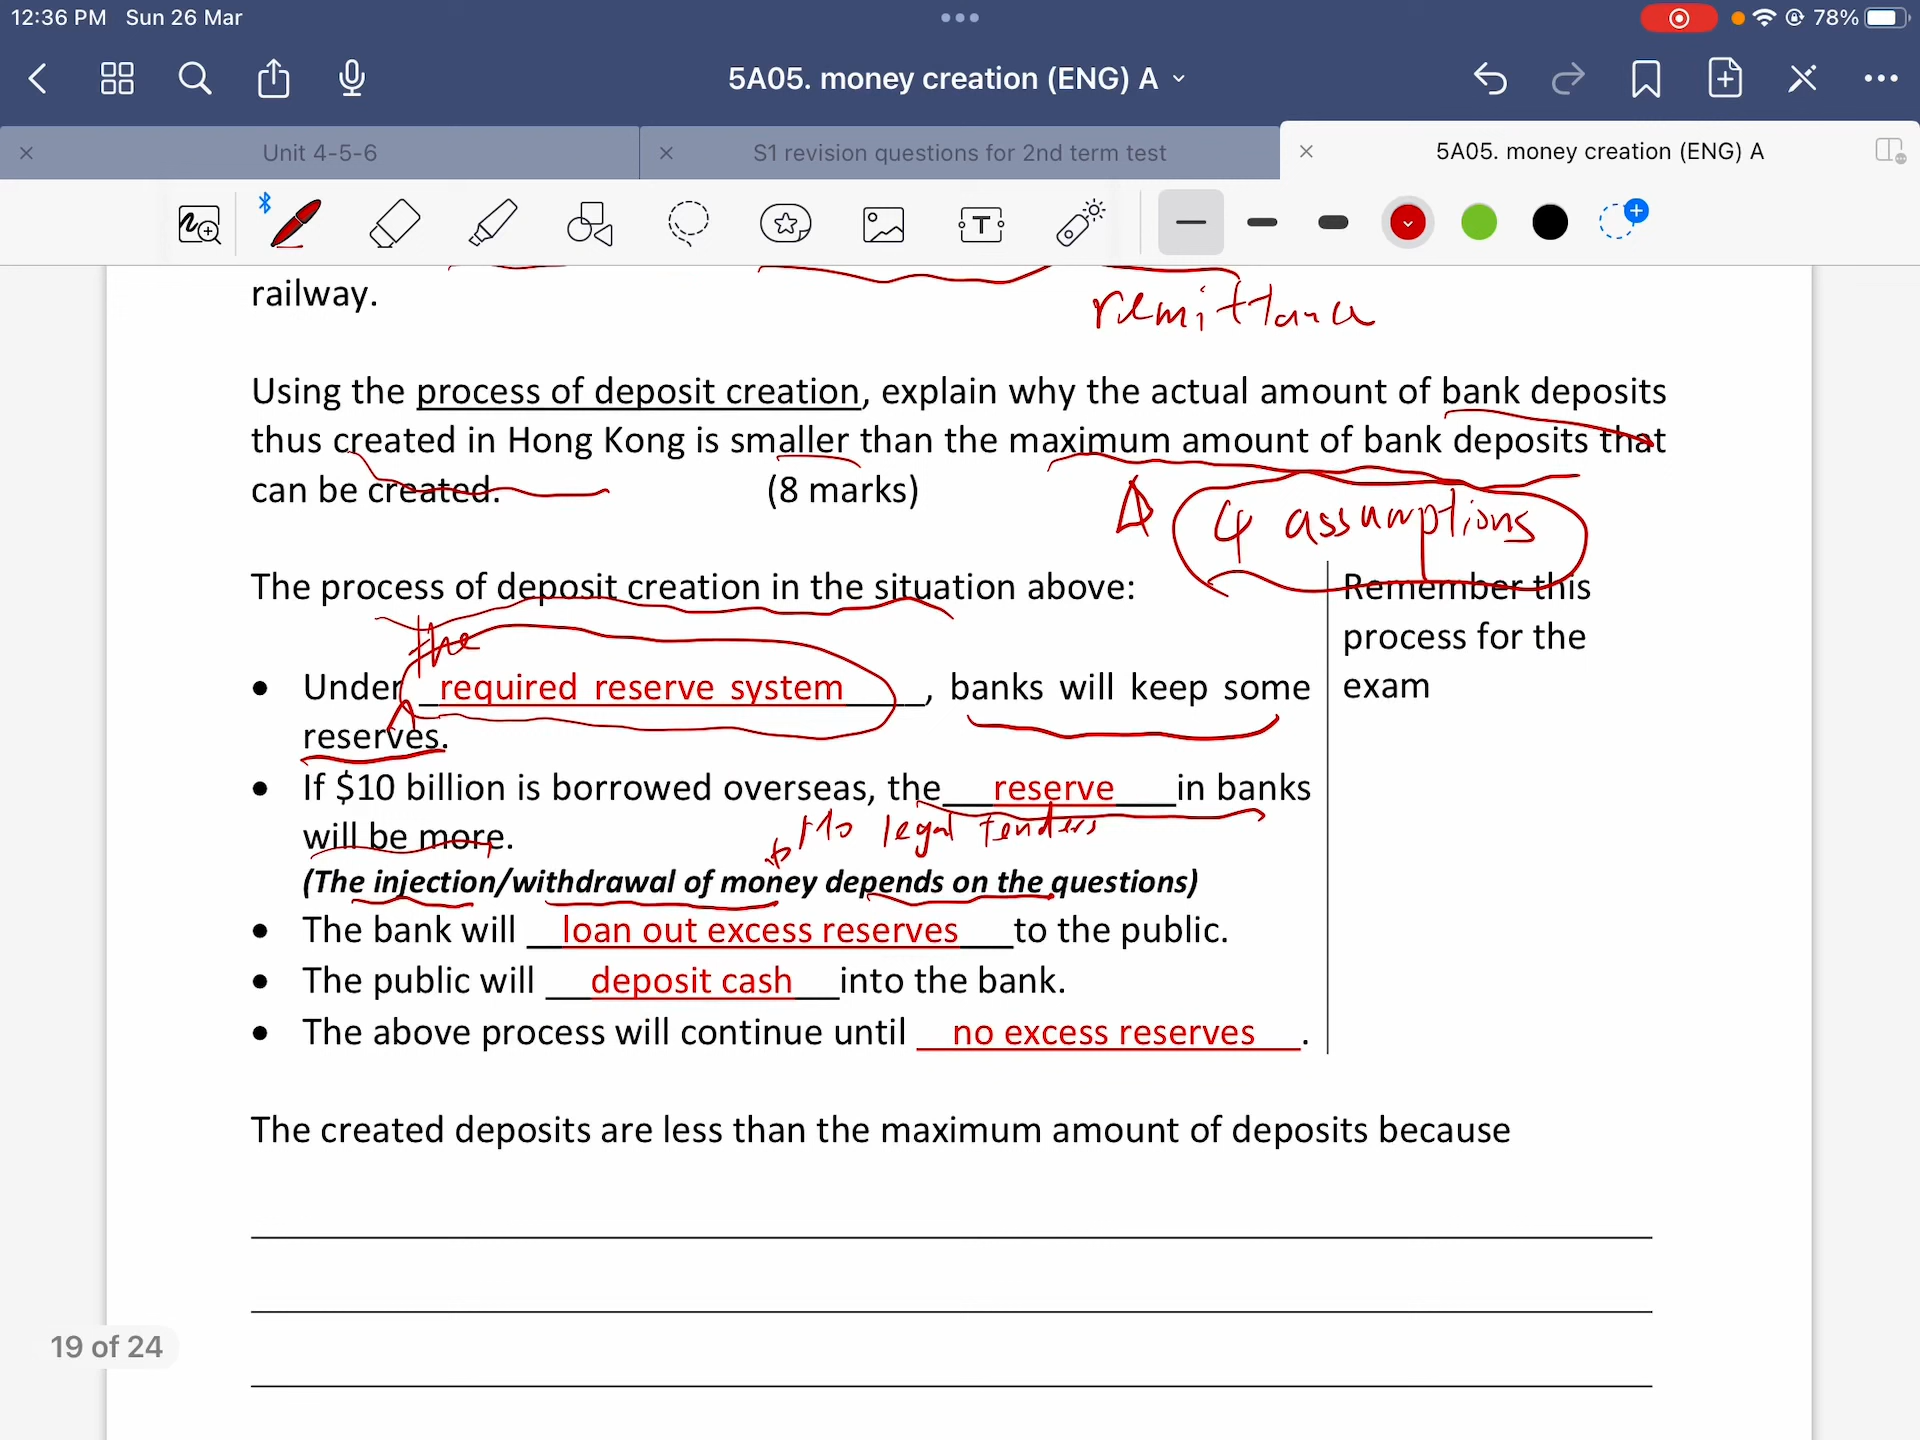 12:36 PM Sun 26 Mar
78%
5A05. money creation (ENG) A
Unit 4-5-6
S1 revision questions for 2nd term test
5A05. money creation (ENG) A
railway.
remittance
Using the process of deposit creation, explain why the actual amount of bank deposits
thus created in Hong Kong is smaller than the maximum amount of bank deposits that
can be created. (8 marks)
4 assumptions
The process of deposit creation in the situation above:
Remember this
process for the
exam
the
• Under required reserve system, banks will keep some
reserves.
• If $10 billion is borrowed overseas, the reserve in banks
will be more.
legal tenders
(The injection/withdrawal of money depends on the questions)
• The bank will loan out excess reserves to the public.
• The public will deposit cash into the bank.
• The above process will continue until no excess reserves.
The created deposits are less than the maximum amount of deposits because
19 of 24